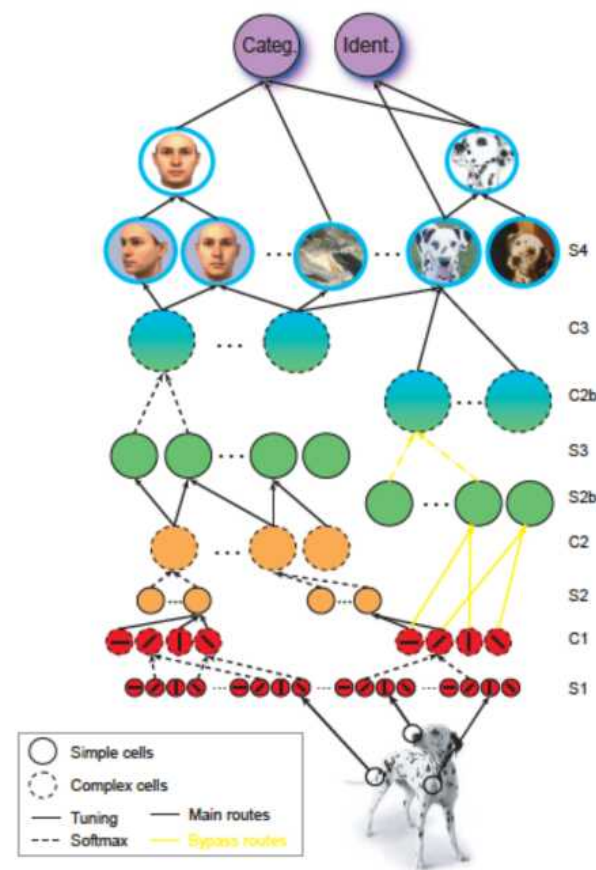 Categ. Ident.
S4
C3
C2b
S3
S2b
C2
S2
C1
S1
Simple cells
Complex cells
Tuning Main routes
Softmax Bypass routes